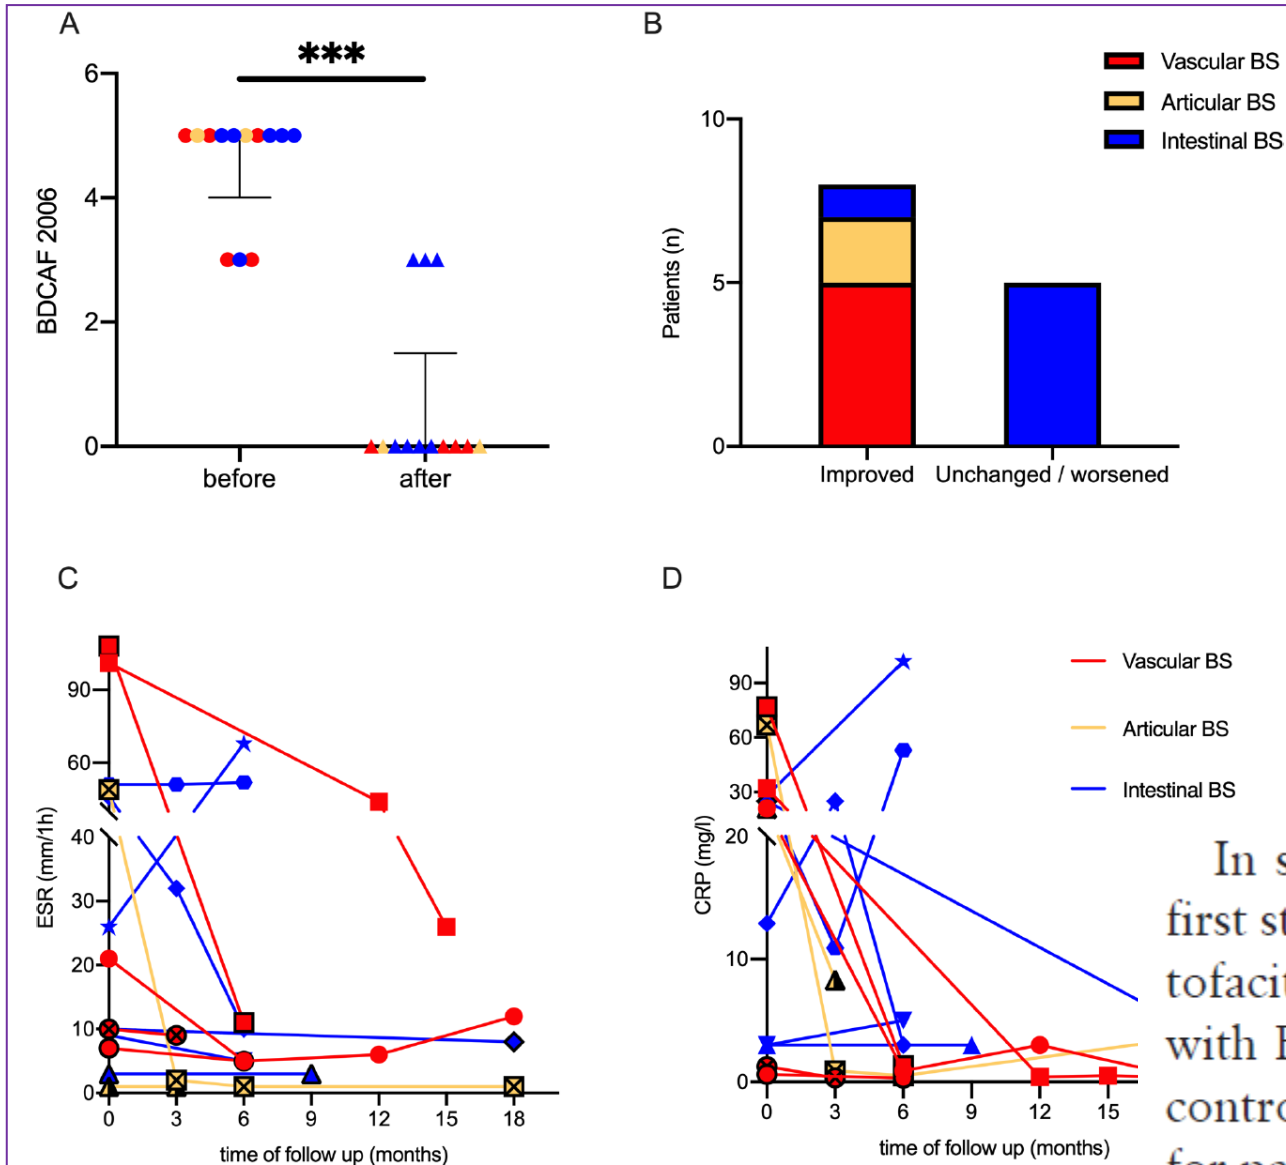 A
***
6
4
2
0
BDCAF 2006
before
after
B
Vascular BS
Articular BS
Intestinal BS
10
5
0
Patients (n)
Improved
Unchanged / worsened
C
90
60
40
30
20
10
0
ESR (mm/1h)
0 3 6 9 12 15 18
time of follow up (months)
D
90
60
30
20
10
0
CRP (mg/l)
0 3 6 9 12 15
time of follow up (months)
Vascular BS
Articular BS
Intestinal BS
In s
first st
tofacit
with
contro